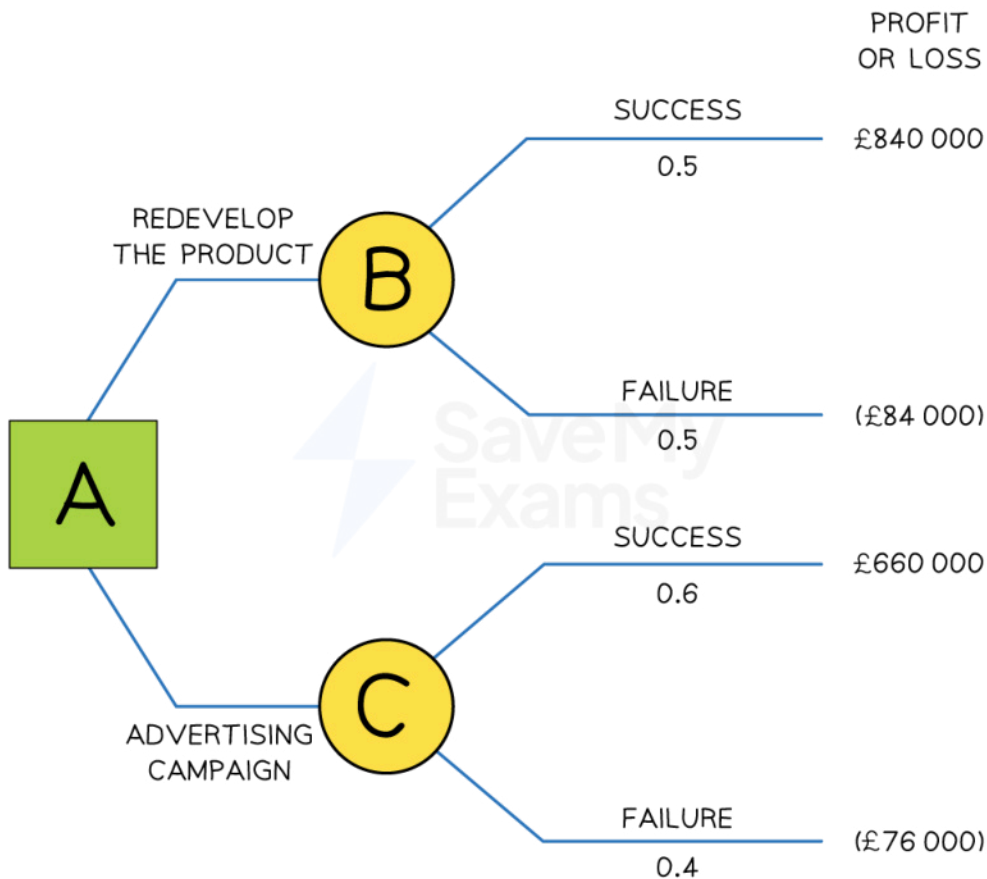 PROFIT
OR LOSS
SUCCESS
£840 000
0.5
REDEVELOP
THE PRODUCT
B
FAILURE
(£84 000)
0.5
SaveMy
Exams
A
SUCCESS
£660 000
0.6
C
ADVERTISING
CAMPAIGN
FAILURE
(£76 000)
0.4